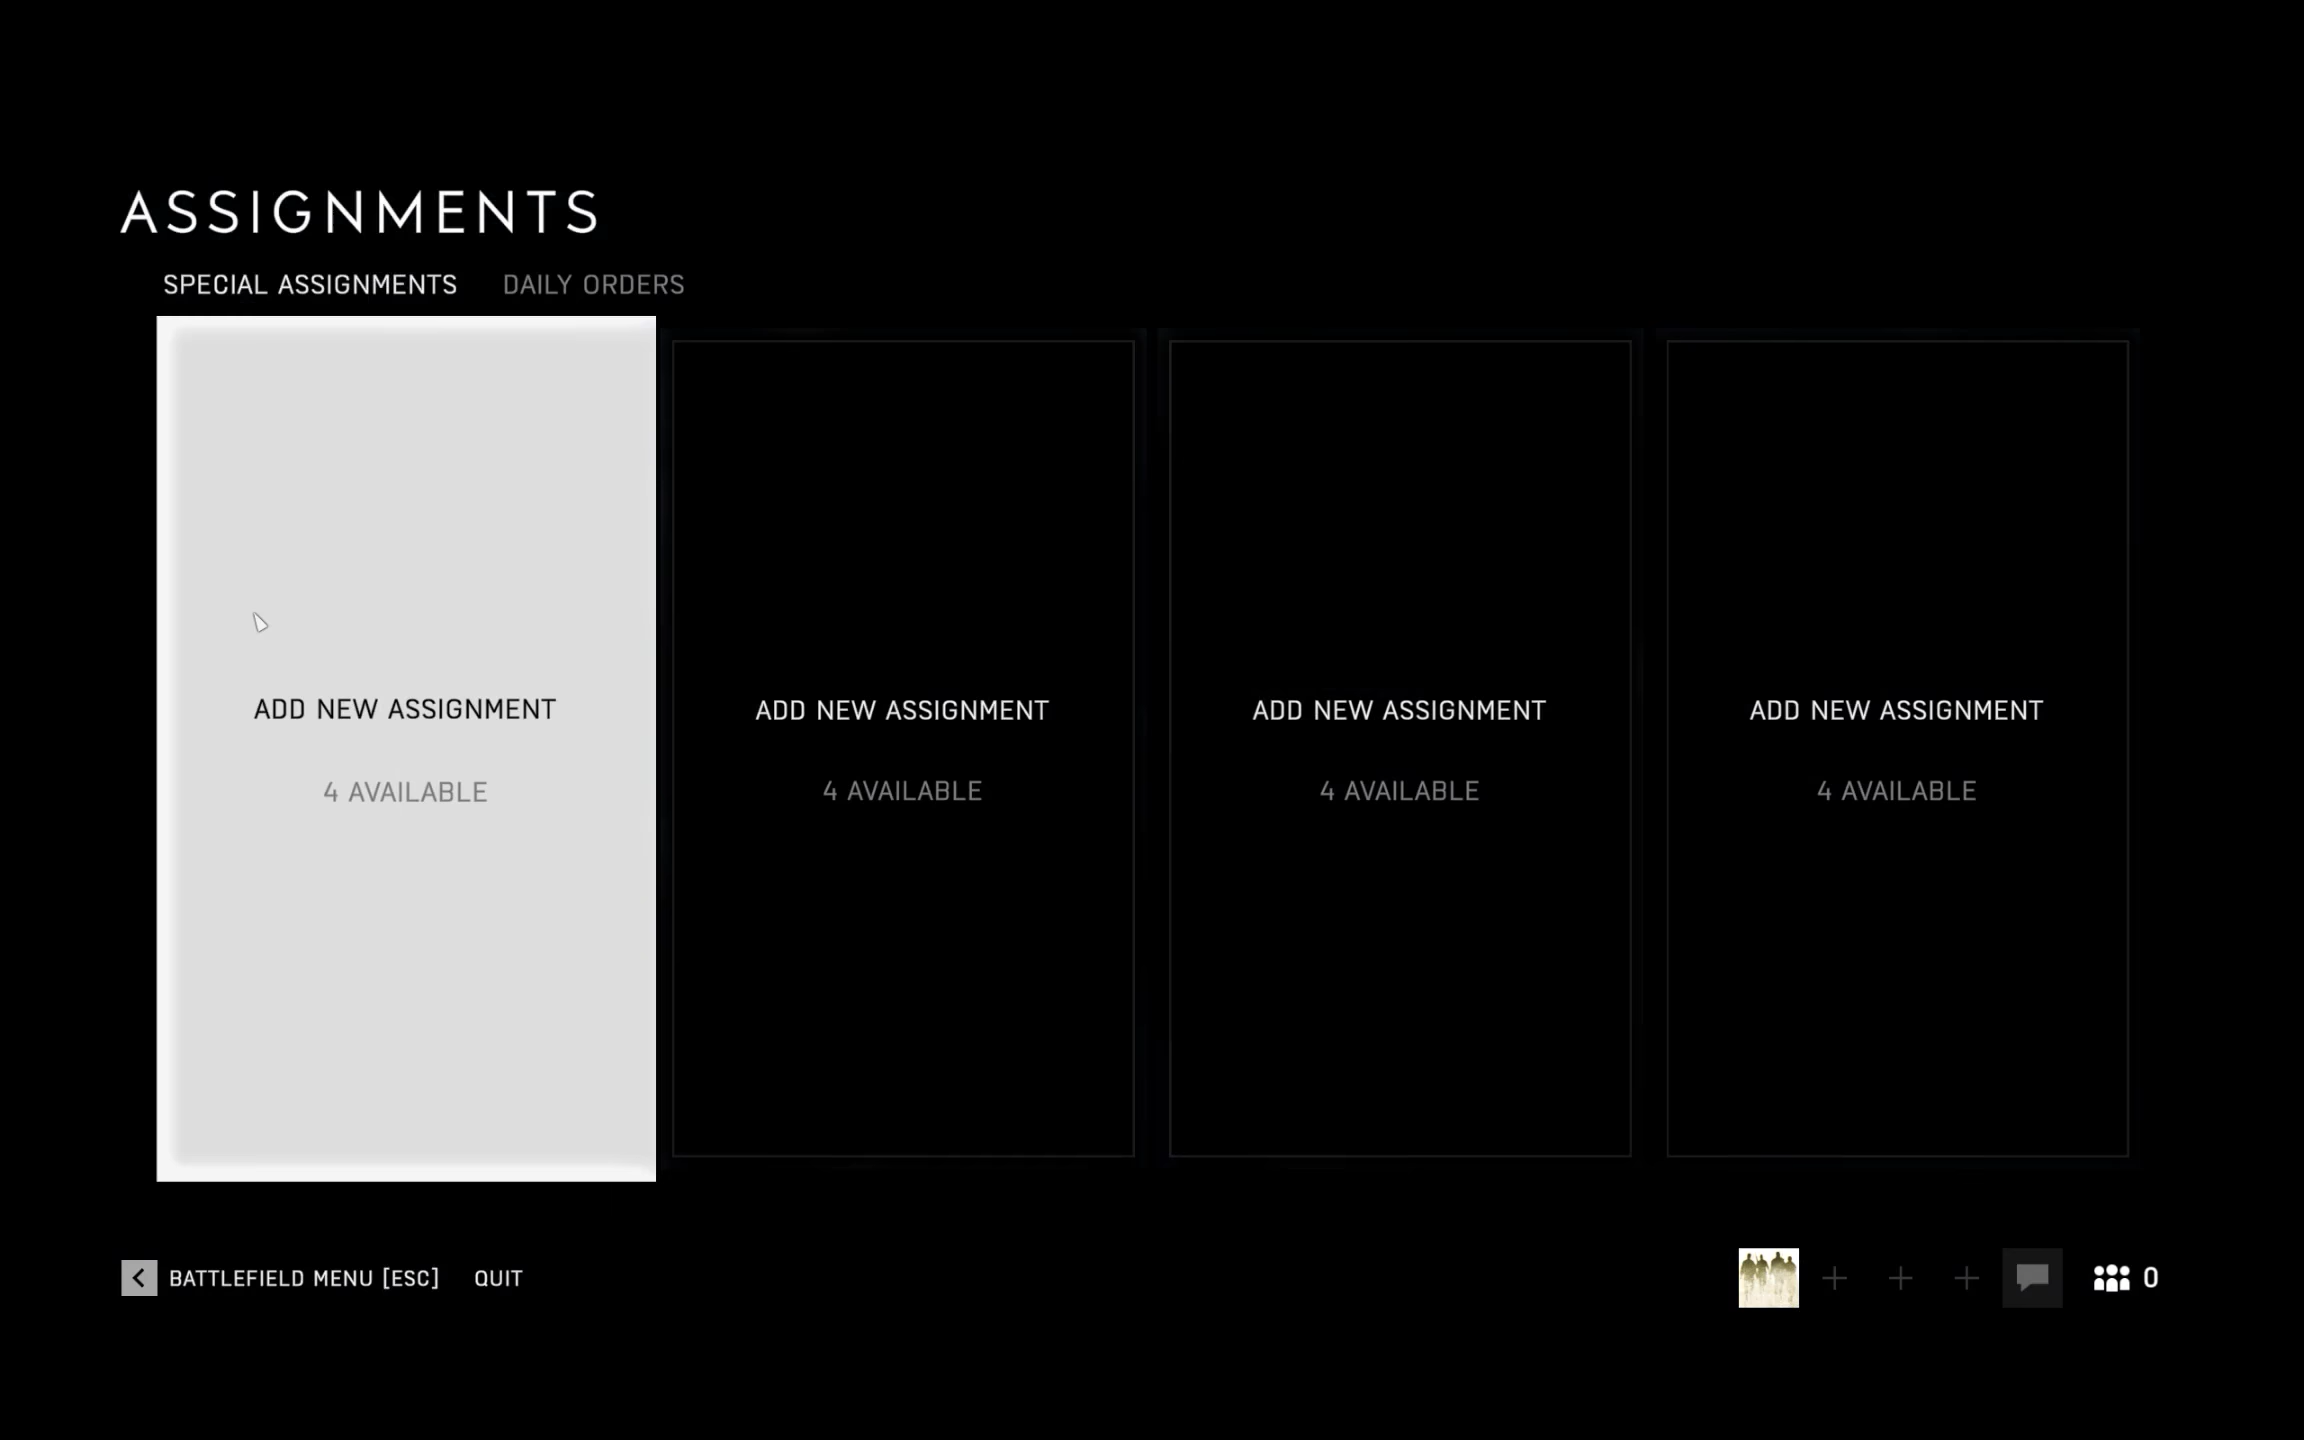 ASSIGNMENTS
SPECIAL ASSIGNMENTS DAILY ORDERS
ADD NEW ASSIGNMENT ADD NEW ASSIGNMENT ADD NEW ASSIGNMENT ADD NEW ASSIGNMENT
4 AVAILABLE 4 AVAILABLE 4 AVAILABLE 4 AVAILABLE
BATTLEFIELD MENU [ESC] QUIT 0